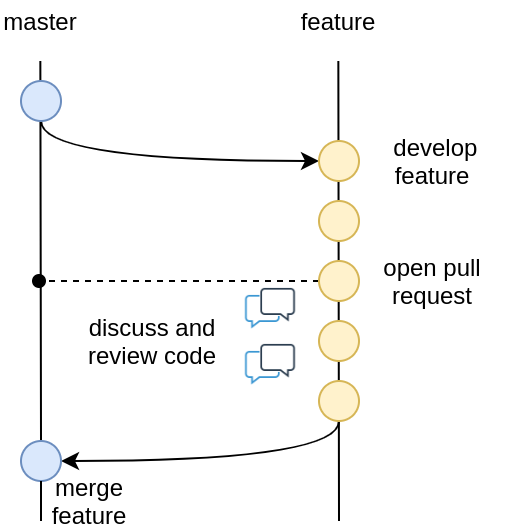 master
feature
develop
feature
open pull
request
discuss and
review code
merge
feature